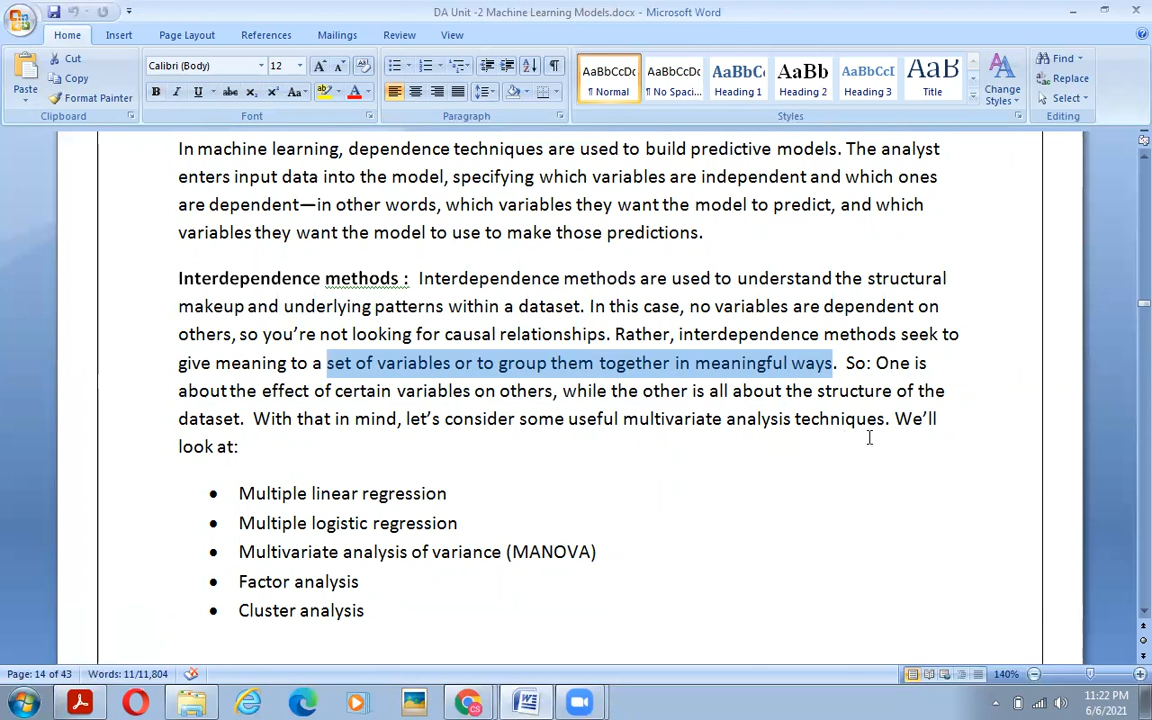 DA Unit -2 Machine Learning Models.docx - Microsoft Word
Home Insert Page Layout References Mailings Review View
Paste Cut Copy Format Painter Clipboard
Calibri (Body) 12 Font
Paragraph
AaBbCcDc ¶ Normal AaBbCcDc ¶ No Spaci... AaBbC Heading 1 AaBb Heading 2 AaBbCcI Heading 3 AaB Title Change Styles Styles
Find Replace Select Editing
In machine learning, dependence techniques are used to build predictive models. The analyst
enters input data into the model, specifying which variables are independent and which ones
are dependent—in other words, which variables they want the model to predict, and which
variables they want the model to use to make those predictions.
Interdependence methods :  Interdependence methods are used to understand the structural
makeup and underlying patterns within a dataset. In this case, no variables are dependent on
others, so you’re not looking for causal relationships. Rather, interdependence methods seek to
give meaning to a set of variables or to group them together in meaningful ways.  So: One is
about the effect of certain variables on others, while the other is all about the structure of the
dataset.  With that in mind, let’s consider some useful multivariate analysis techniques. We’ll
look at:
• Multiple linear regression
• Multiple logistic regression
• Multivariate analysis of variance (MANOVA)
• Factor analysis
• Cluster analysis
Page: 14 of 43 Words: 11/11,804 140%
11:22 PM
6/6/2021